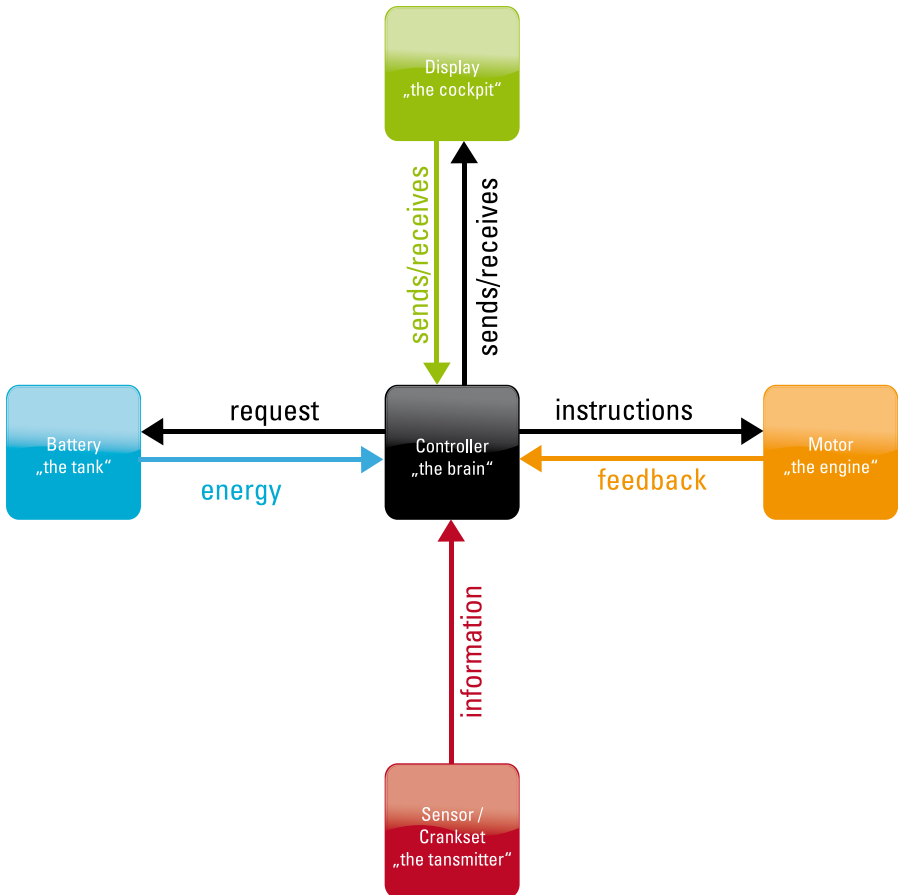 Display
„the cockpit“
sends/receives
sends/receives
request
instructions
Battery
„the tank“
Controller
„the brain“
Motor
„the engine“
energy
feedback
information
Sensor /
Crankset
„the tansmitter“